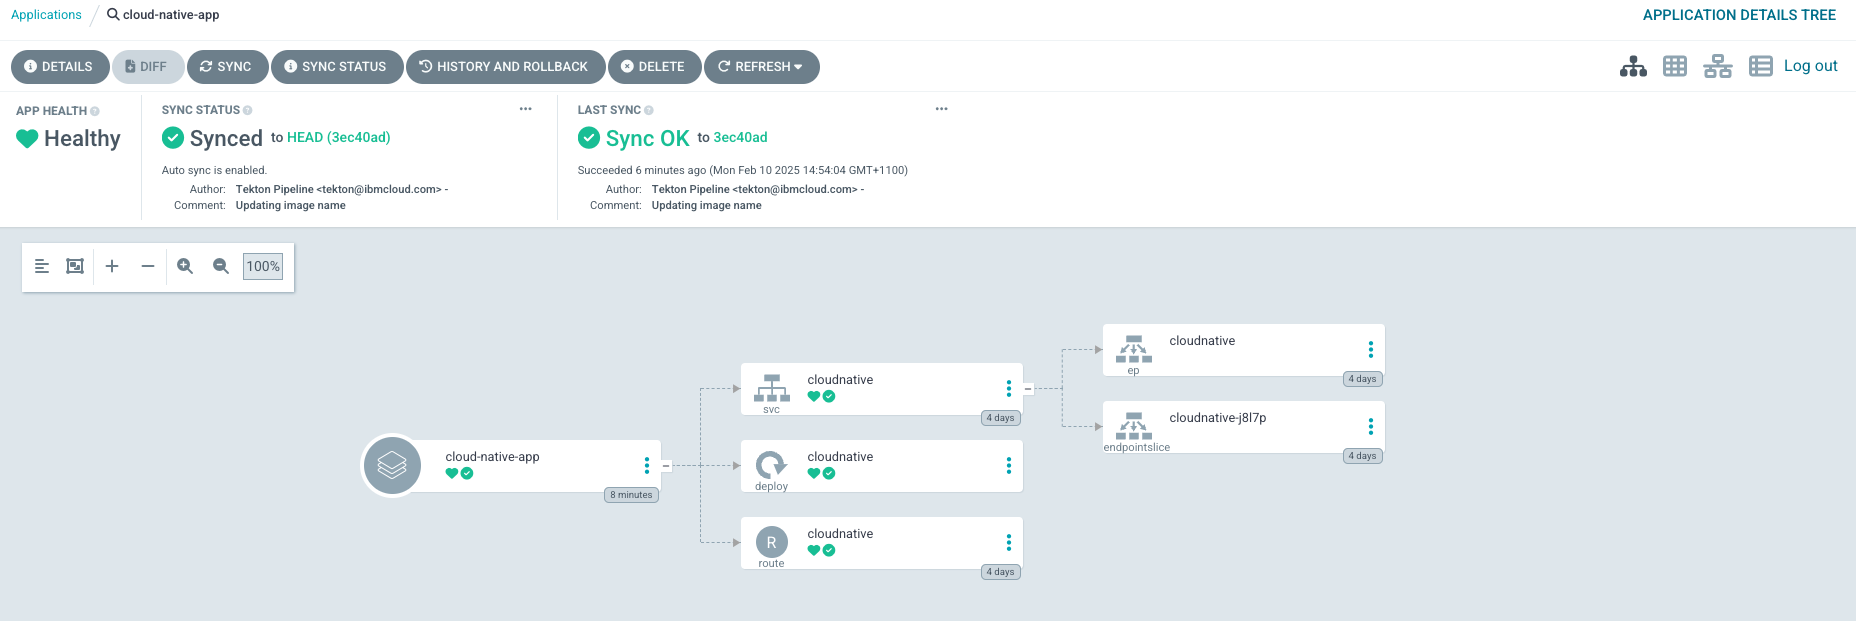 Applications / cloud-native-app
APPLICATION DETAILS TREE
DETAILS
DIFF
SYNC
SYNC STATUS
HISTORY AND ROLLBACK
DELETE
REFRESH
Log out
APP HEALTH
Healthy
SYNC STATUS
Synced to HEAD (3ec40ad)
Auto sync is enabled.
Author: Tekton Pipeline <tekton@ibmcloud.com> -
Comment: Updating image name
LAST SYNC
Sync OK to 3ec40ad
Succeeded 6 minutes ago (Mon Feb 10 2025 14:54:04 GMT+1100)
Author: Tekton Pipeline <tekton@ibmcloud.com> -
Comment: Updating image name
100%
cloud-native-app
8 minutes
cloudnative
svc
4 days
cloudnative
deploy
cloudnative
R
route
4 days
cloudnative
ep
4 days
cloudnative-j8l7p
endpointslice
4 days